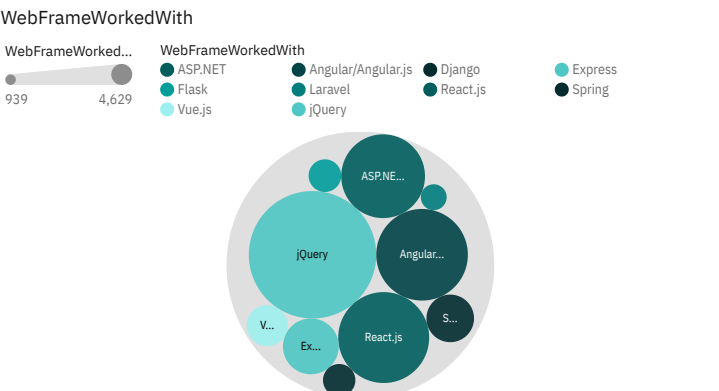 WebFrameWorkedWith
WebFrameWorked...
939 4,629
WebFrameWorkedWith
ASP.NET Angular/Angular.js Django Express
Flask Laravel React.js Spring
Vue.js jQuery
ASP.NE...
jQuery
Angular...
S...
V...
React.js
Ex...